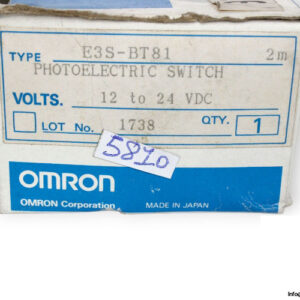 TYPE E3S-BT81 2m
PHOTOELECTRIC SWITCH
VOLTS. 12 to 24 VDC
LOT No. 1738 QTY. 1
5810
OMRON
OMRON Corporation MADE IN JAPAN